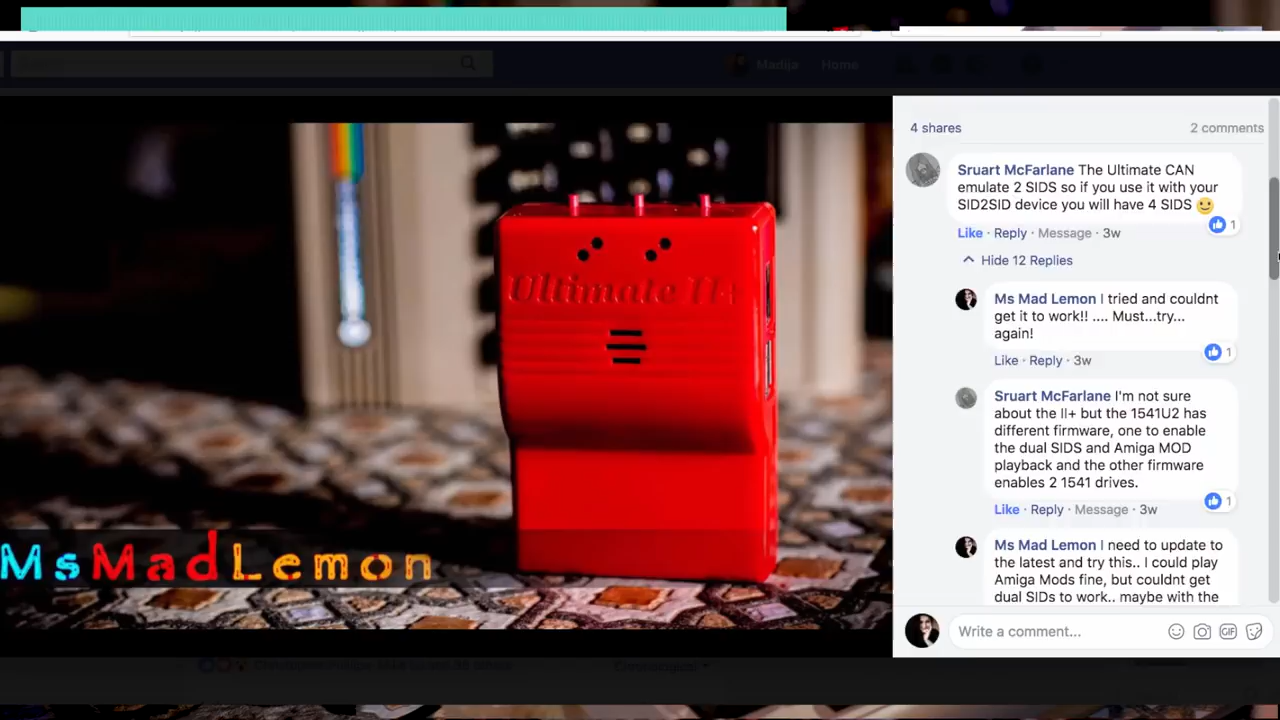 Madija Home
4 shares
2 comments
Sruart McFarlane The Ultimate CAN
emulate 2 SIDS so if you use it with your
SID2SID device you will have 4 SIDS
1
Like · Reply · Message · 3w
Hide 12 Replies
Ms Mad Lemon I tried and couldnt
get it to work!! .... Must...try...
again!
1
Like · Reply · 3w
Sruart McFarlane I'm not sure
about the II+ but the 1541U2 has
different firmware, one to enable
the dual SIDS and Amiga MOD
playback and the other firmware
enables 2 1541 drives.
1
Like · Reply · Message · 3w
Ms Mad Lemon I need to update to
the latest and try this.. I could play
Amiga Mods fine, but couldnt get
dual SIDs to work.. maybe with the
Write a comment...
GIF
Ultimate II+
MsMadLemon
Chronological